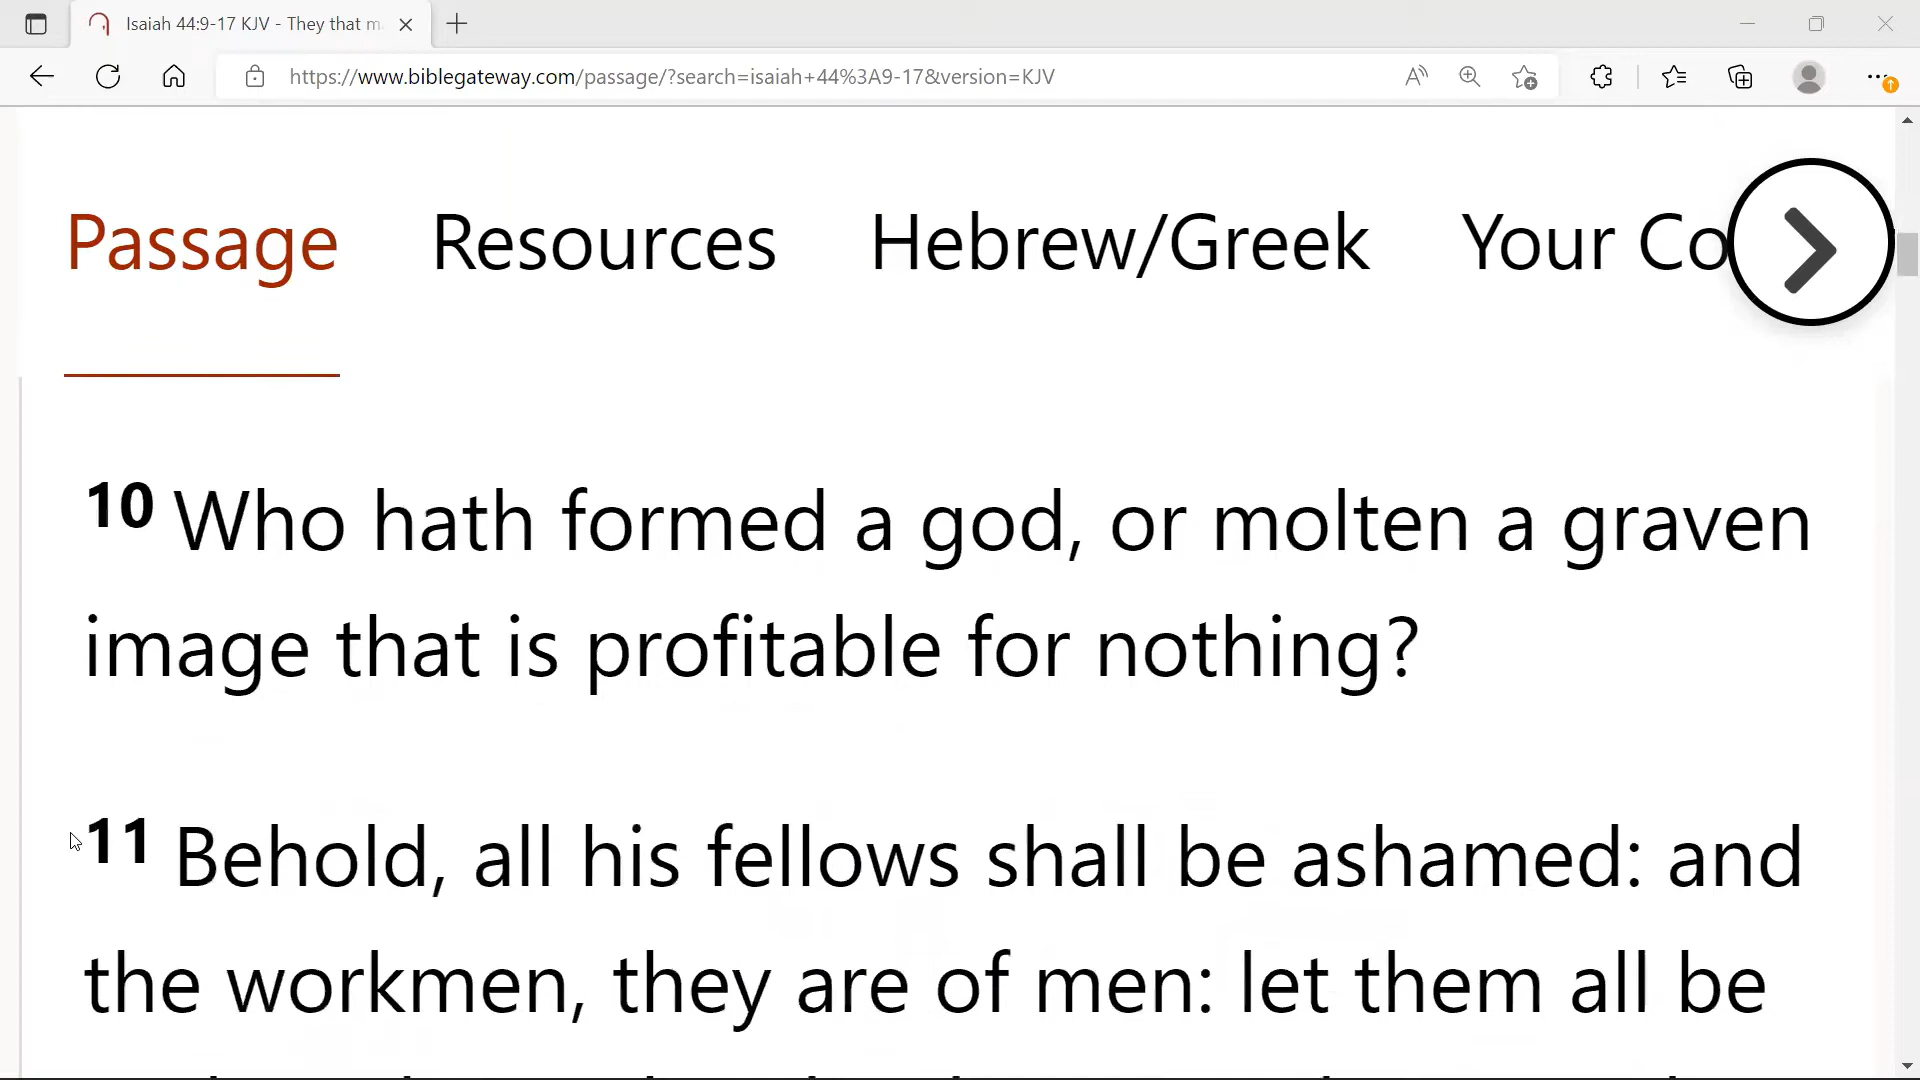 Isaiah 44:9-17 KJV - They that m
https://www.biblegateway.com/passage/?search=isaiah+44%3A9-17&version=KJV
Passage Resources Hebrew/Greek Your Co
10 Who hath formed a god, or molten a graven
image that is profitable for nothing?
11 Behold, all his fellows shall be ashamed: and
the workmen, they are of men: let them all be